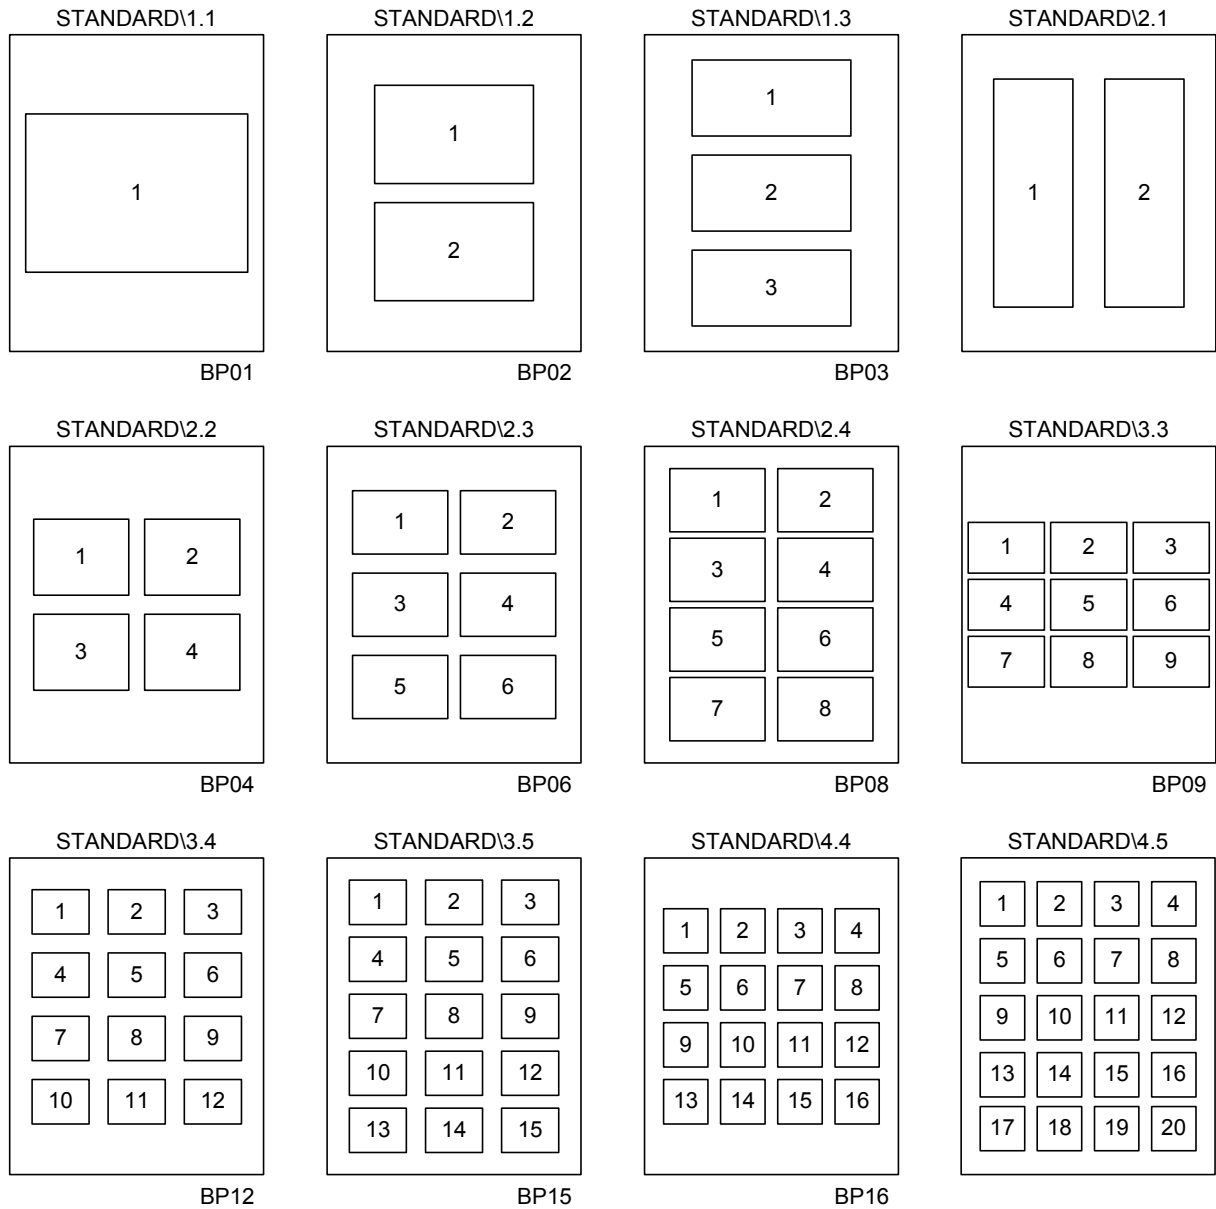 STANDARD\1.1
1
BP01
STANDARD\1.2
1
2
BP02
STANDARD\1.3
1
2
3
BP03
STANDARD\2.1
1 2
STANDARD\2.2
1 2
3 4
BP04
STANDARD\2.3
1 2
3 4
5 6
BP06
STANDARD\2.4
1 2
3 4
5 6
7 8
BP08
STANDARD\3.3
1 2 3
4 5 6
7 8 9
BP09
STANDARD\3.4
1 2 3
4 5 6
7 8 9
10 11 12
BP12
STANDARD\3.5
1 2 3
4 5 6
7 8 9
10 11 12
13 14 15
BP15
STANDARD\4.4
1 2 3 4
5 6 7 8
9 10 11 12
13 14 15 16
BP16
STANDARD\4.5
1 2 3 4
5 6 7 8
9 10 11 12
13 14 15 16
17 18 19 20